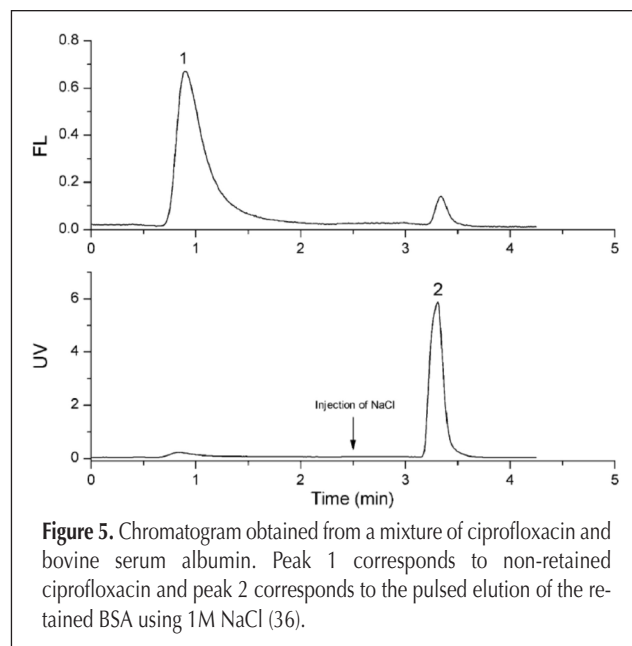 0.8
1
0.6
FL
0.4
0.2
0.0
0 1 2 3 4 5
2
6
UV
4
Injection of NaCl
2
0
0 1 2 3 4 5
Time (min)
Figure 5. Chromatogram obtained from a mixture of ciprofloxacin and
bovine serum albumin. Peak 1 corresponds to non-retained
ciprofloxacin and peak 2 corresponds to the pulsed elution of the re-
tained BSA using 1M NaCl (36).